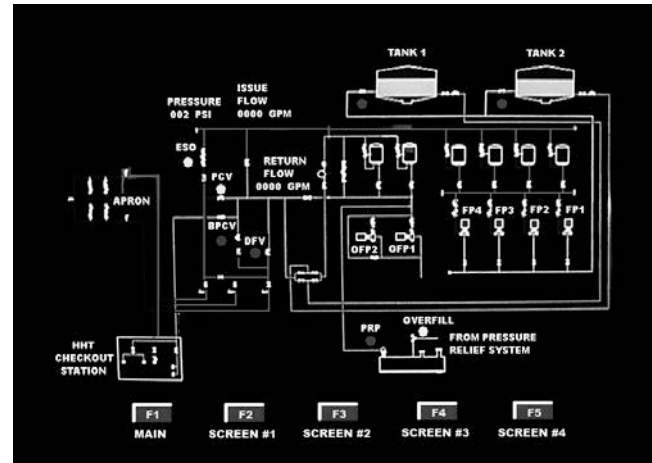 TANK 1
TANK 2
ISSUE
FLOW
0000 GPM
PRESSURE
002 PSI
ESO
RETURN
FLOW
0000 GPM
PCV
APRON
BPCV
DFV
FP4
FP3
FP2
FP1
OFP2
OFP1
PRP
OVERFILL
FROM PRESSURE
RELIEF SYSTEM
HHT
CHECKOUT
STATION
F1
F2
F3
F4
F5
MAIN
SCREEN #1
SCREEN #2
SCREEN #3
SCREEN #4